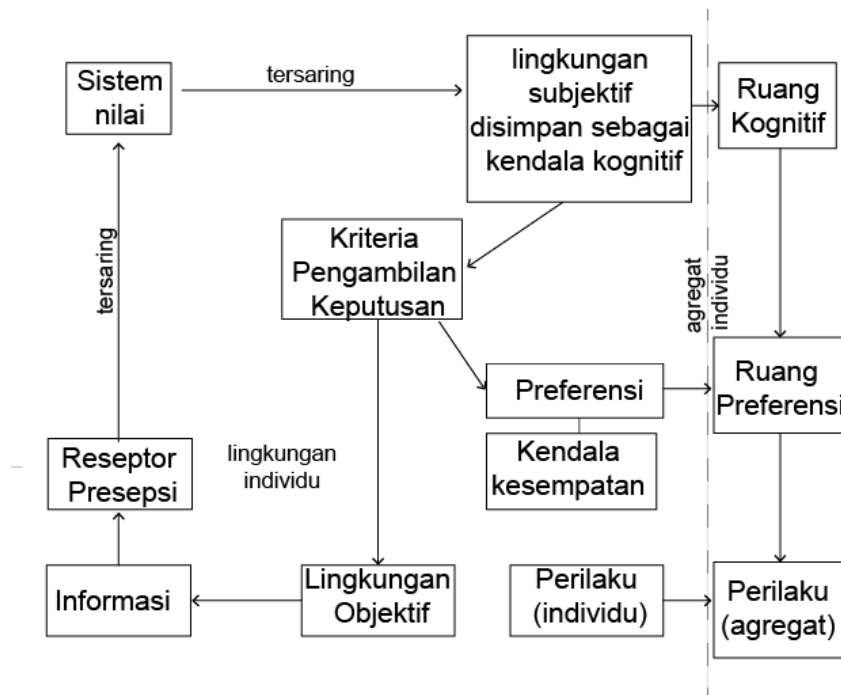 Sistem
nilai
tersaring
lingkungan
subjektif
disimpan sebagai
kendala kognitif
Ruang
Kognitif
tersaring
Kriteria
Pengambilan
Keputusan
agregat
individu
Preferensi
Ruang
Preferensi
Kendala
kesempatan
Reseptor
Presepsi
lingkungan
individu
Informasi
Lingkungan
Objektif
Perilaku
(individu)
Perilaku
(agregat)